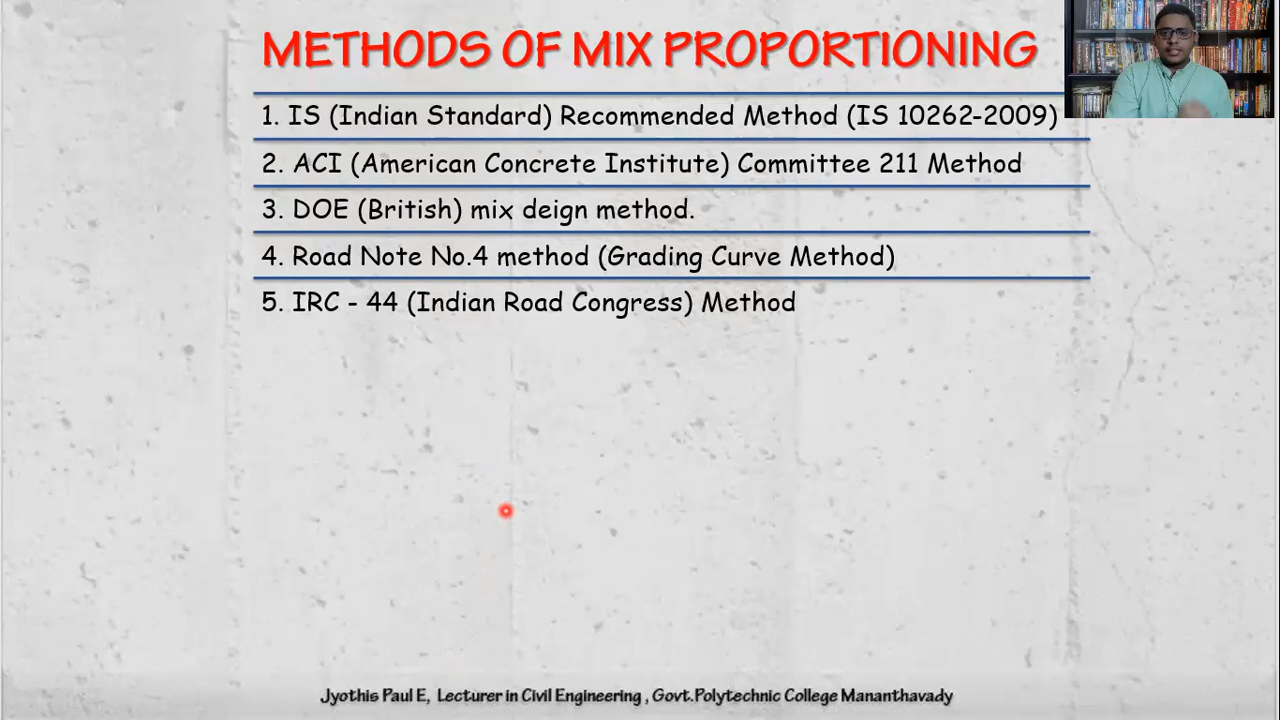 METHODS OF MIX PROPORTIONING
1. IS (Indian Standard) Recommended Method (IS 10262-2009)
2. ACI (American Concrete Institute) Committee 211 Method
3. DOE (British) mix deign method.
4. Road Note No.4 method (Grading Curve Method)
5. IRC - 44 (Indian Road Congress) Method
Jyothis Paul E, Lecturer in Civil Engineering , Govt.Polytechnic College Mananthavady